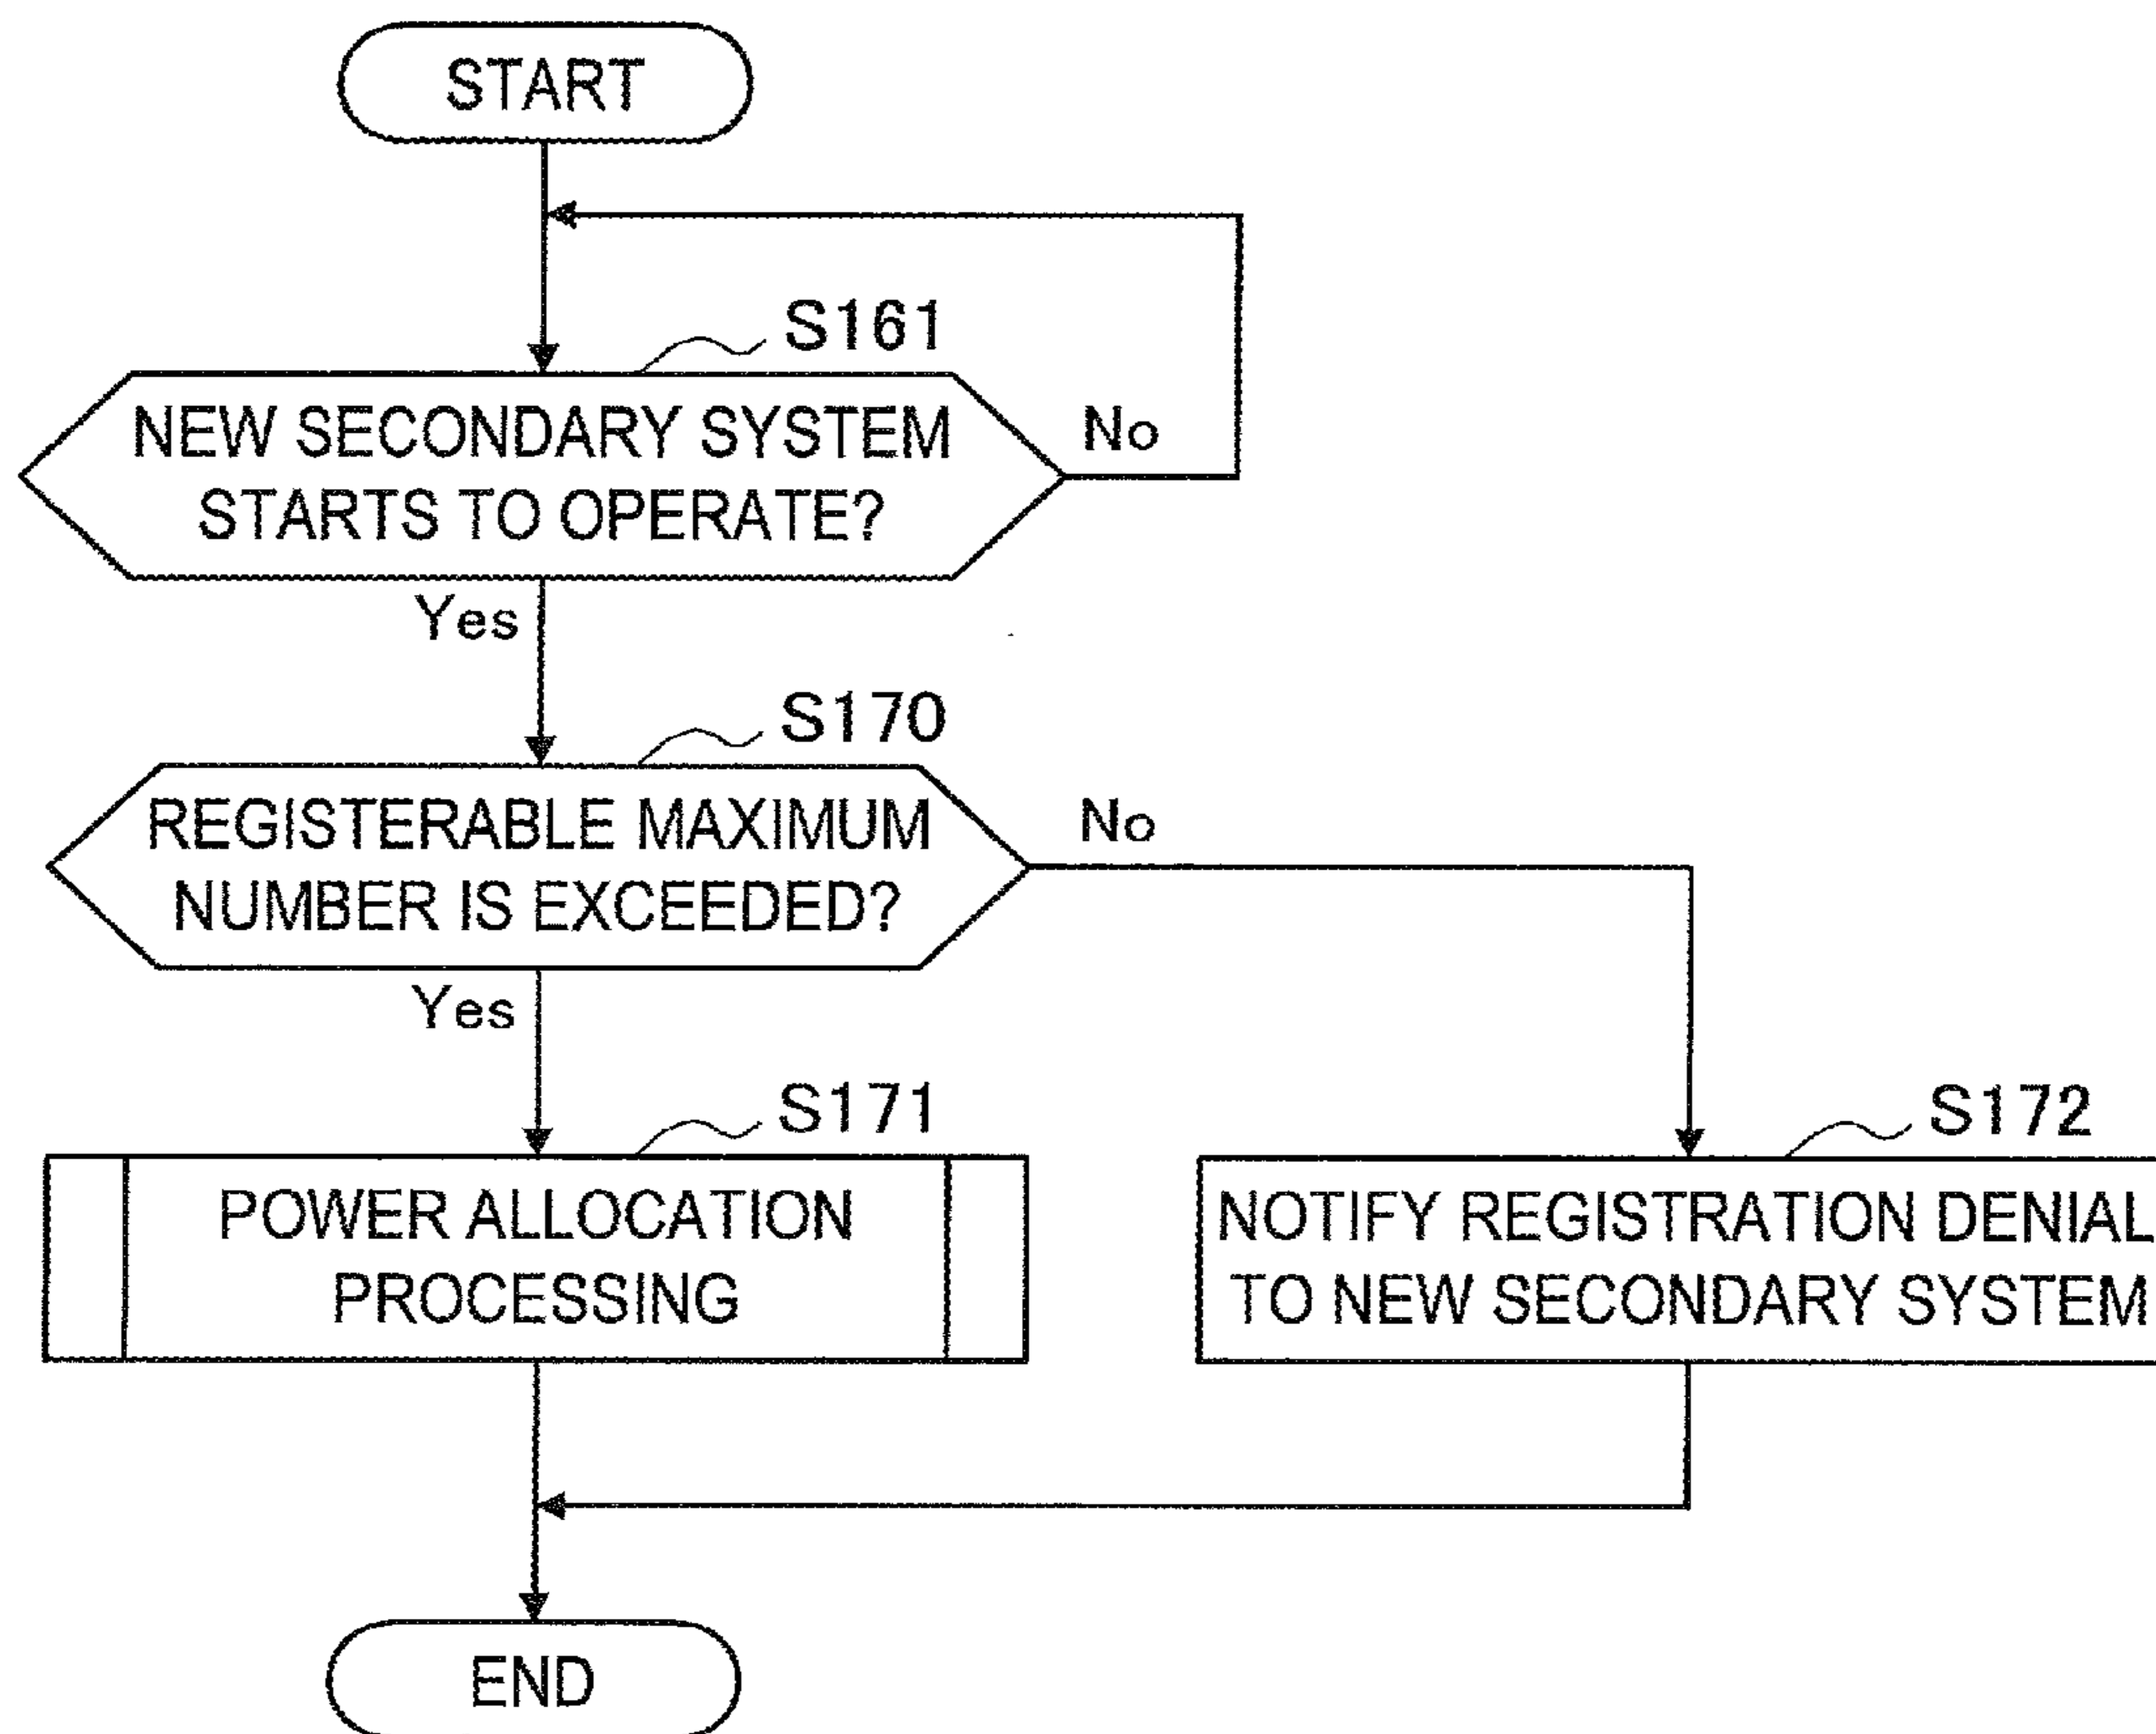 START
S161
NEW SECONDARY SYSTEM
STARTS TO OPERATE?
No
Yes
S170
REGISTERABLE MAXIMUM
NUMBER IS EXCEEDED?
No
Yes
S171
POWER ALLOCATION
PROCESSING
S172
NOTIFY REGISTRATION DENIAL
TO NEW SECONDARY SYSTEM
END